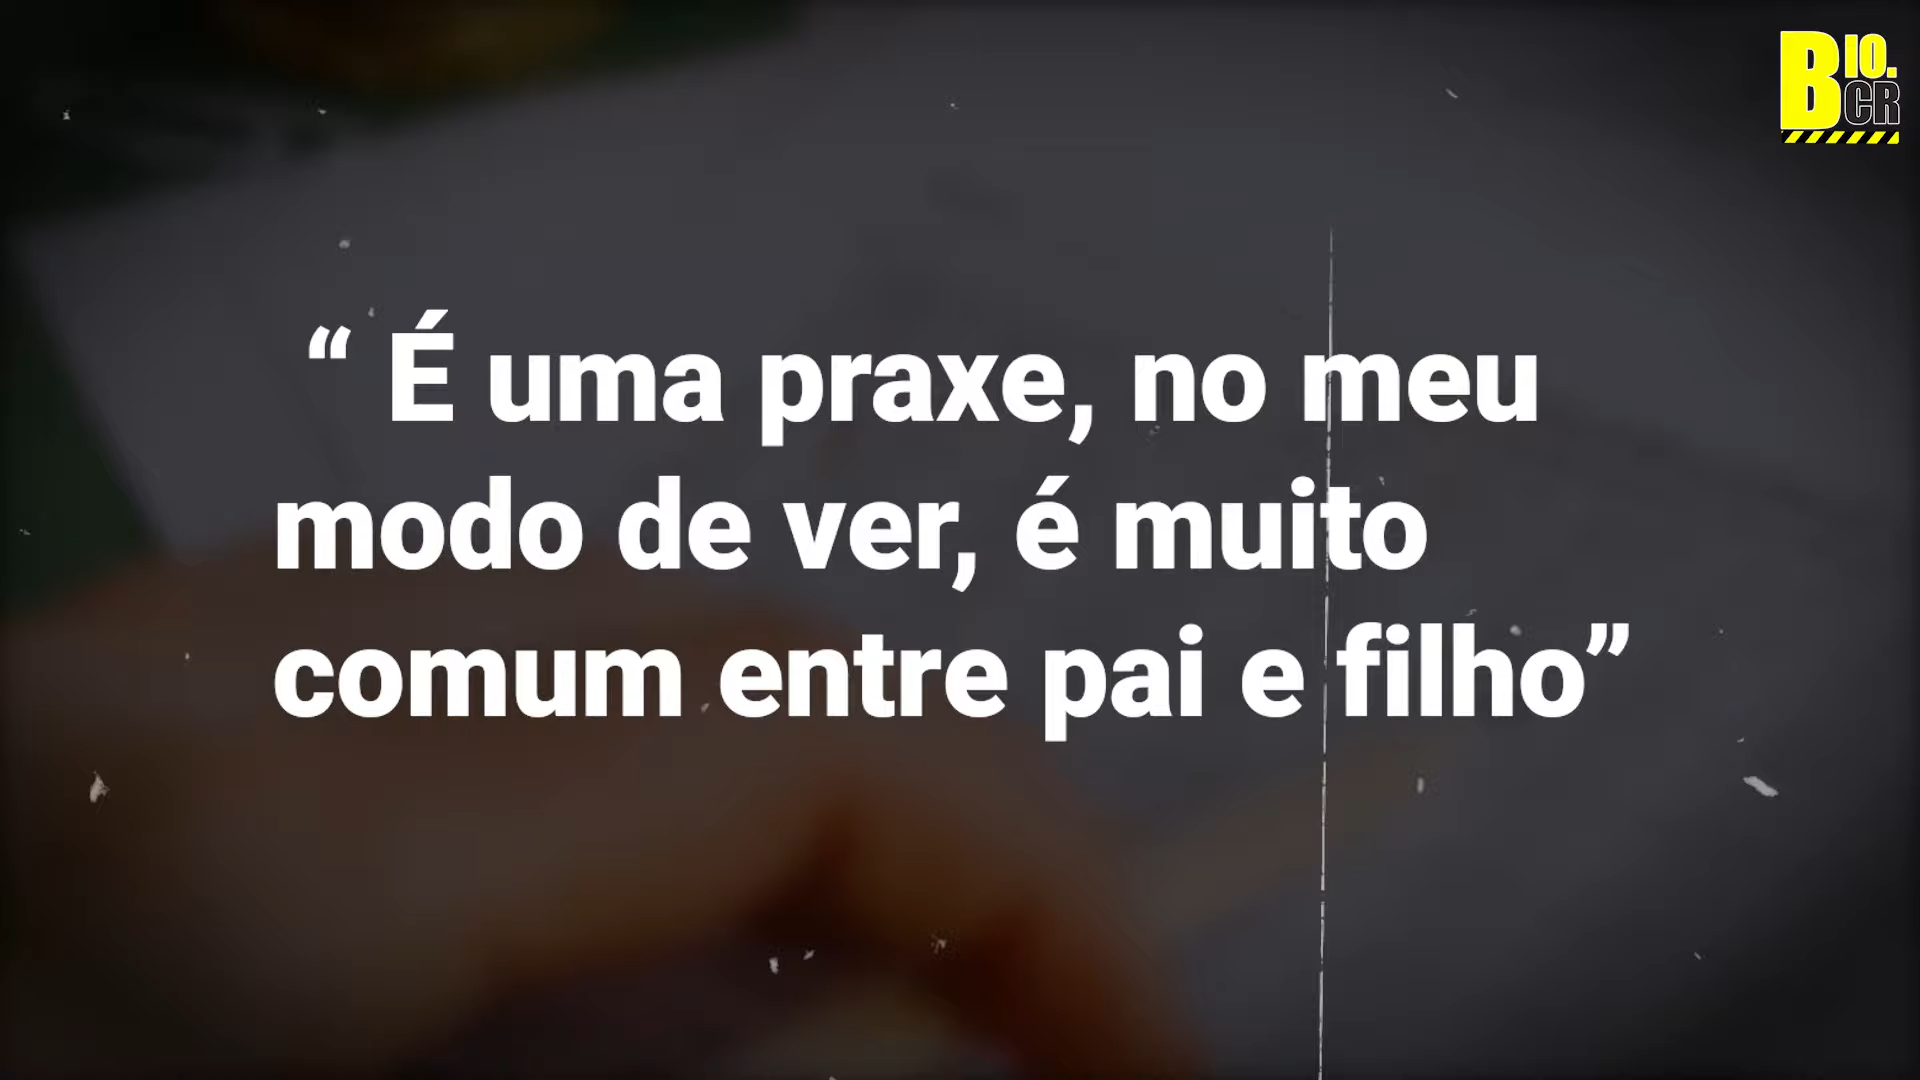 BIO.
CR
“ É uma praxe, no meu
modo de ver, é muito
comum entre pai e filho”